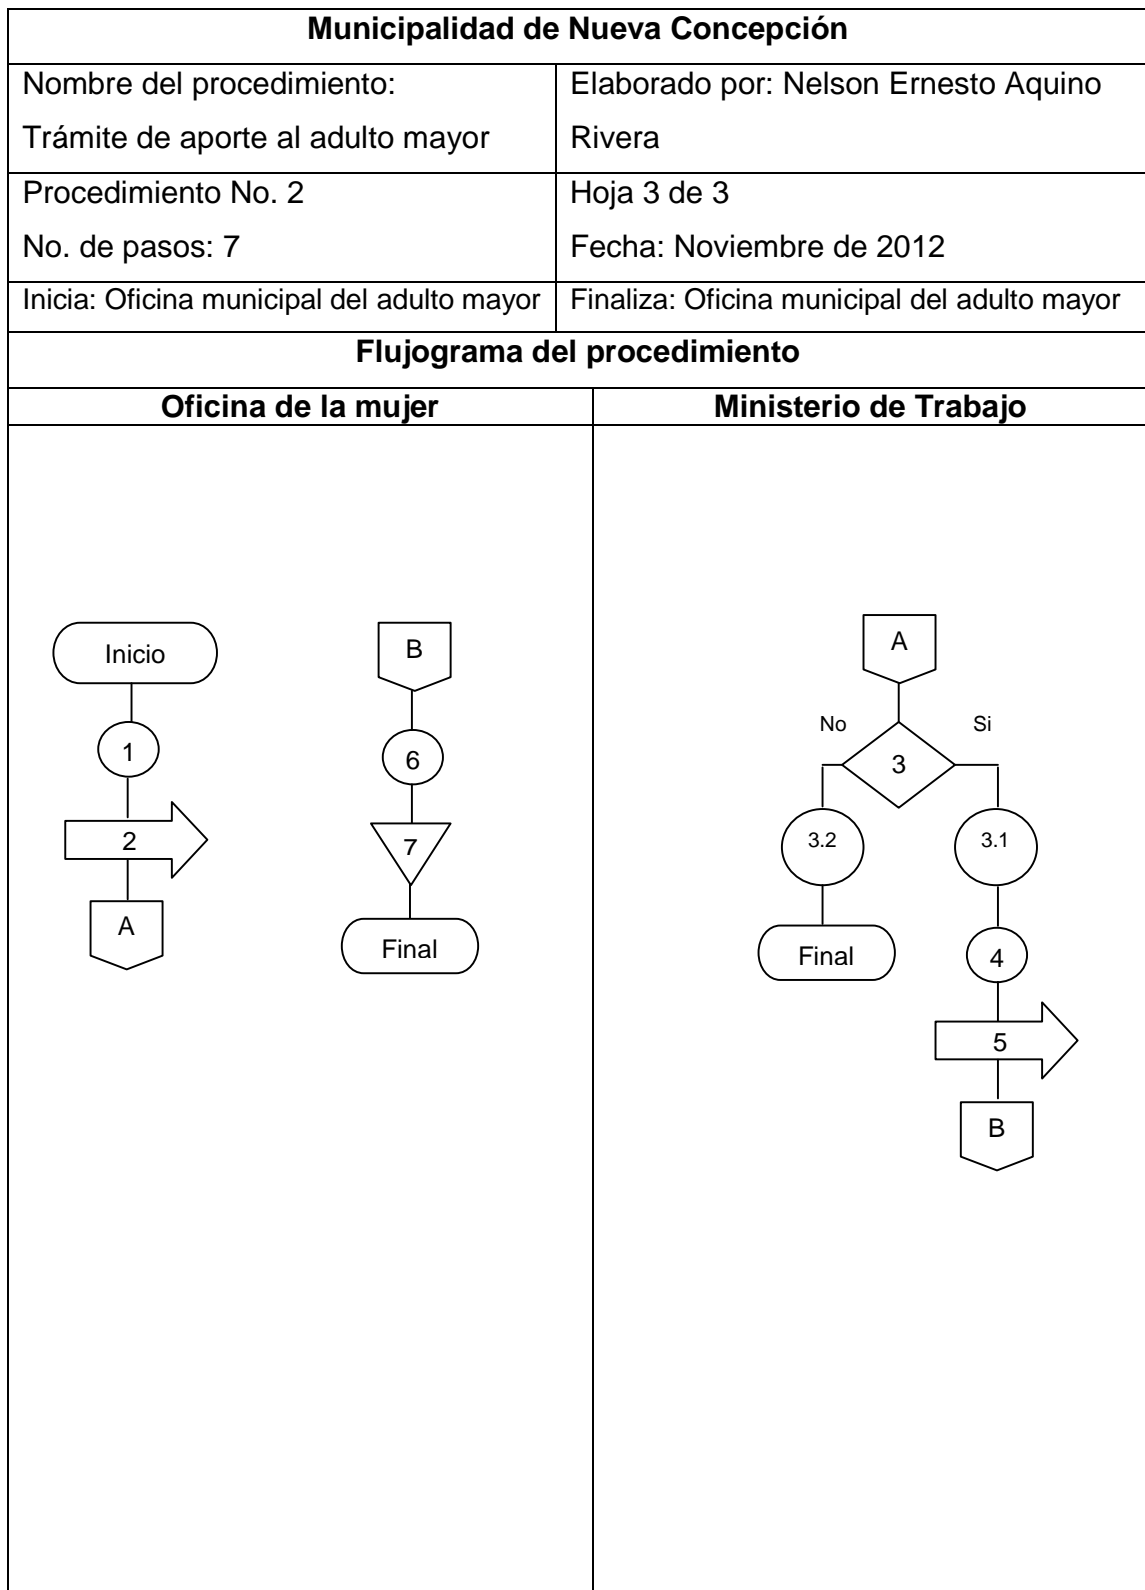 Municipalidad de Nueva Concepción
Nombre del procedimiento:
Trámite de aporte al adulto mayor
Elaborado por: Nelson Ernesto Aquino
Rivera
Procedimiento No. 2
No. de pasos: 7
Hoja 3 de 3
Fecha: Noviembre de 2012
Inicia: Oficina municipal del adulto mayor
Finaliza: Oficina municipal del adulto mayor
Flujograma del procedimiento
Oficina de la mujer
Ministerio de Trabajo
Inicio
1
2
A
B
6
7
Final
A
No
Si
3
3.2
3.1
Final
4
5
B